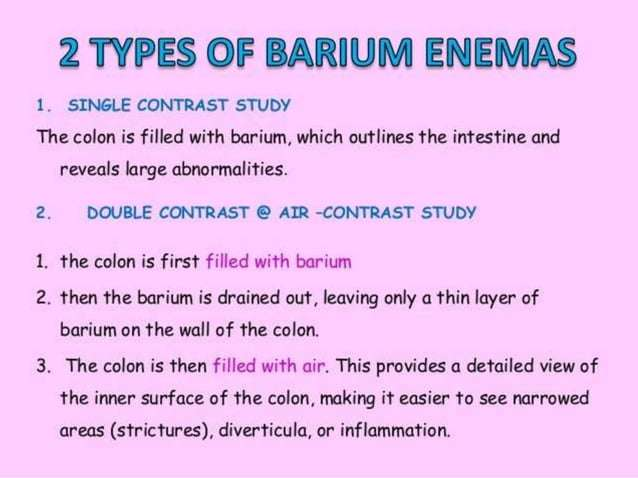 2 TYPES OF BARIUM ENEMAS
1. SINGLE CONTRAST STUDY
The colon is filled with barium, which outlines the intestine and
reveals large abnormalities.
2. DOUBLE CONTRAST @ AIR –CONTRAST STUDY
1. the colon is first filled with barium
2. then the barium is drained out, leaving only a thin layer of
barium on the wall of the colon.
3. The colon is then filled with air. This provides a detailed view of
the inner surface of the colon, making it easier to see narrowed
areas (strictures), diverticula, or inflammation.